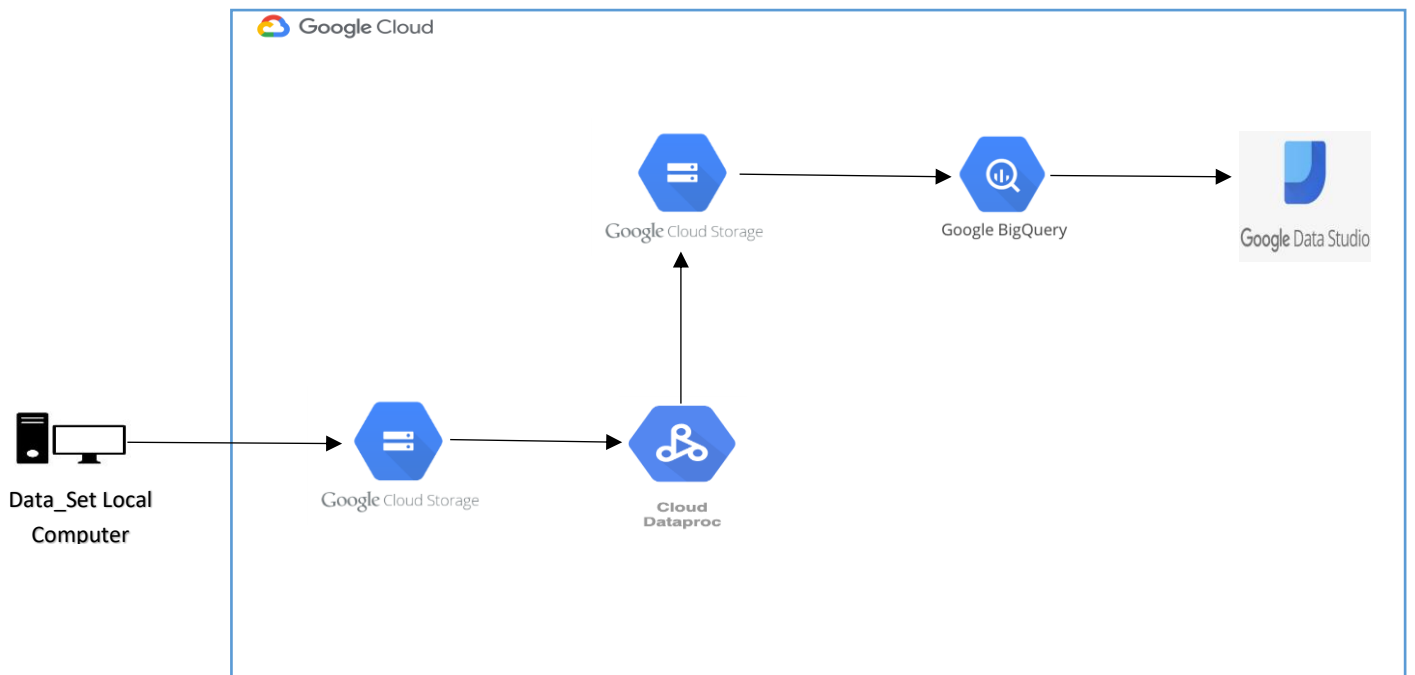 Google Cloud
Google Cloud Storage
Google BigQuery
Google Data Studio
Data_Set Local
Computer
Google Cloud Storage
Cloud
Dataproc